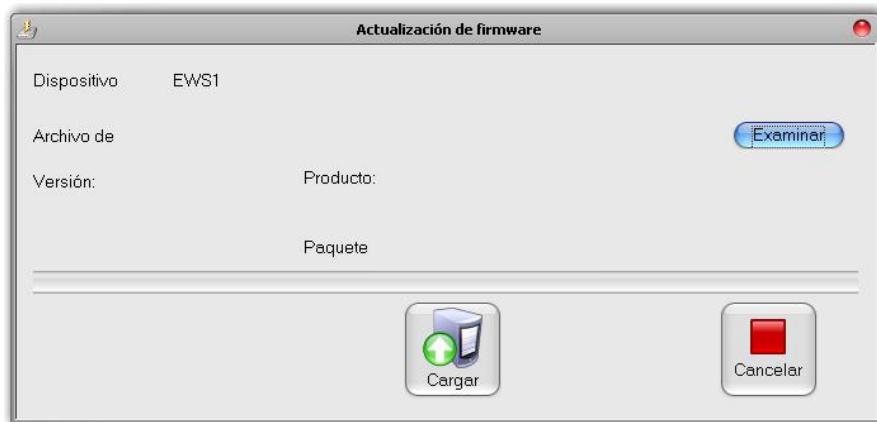 Actualización de firmware
Dispositivo EWS1
Archivo de Examinar
Versión: Producto:
Paquete
Cargar Cancelar